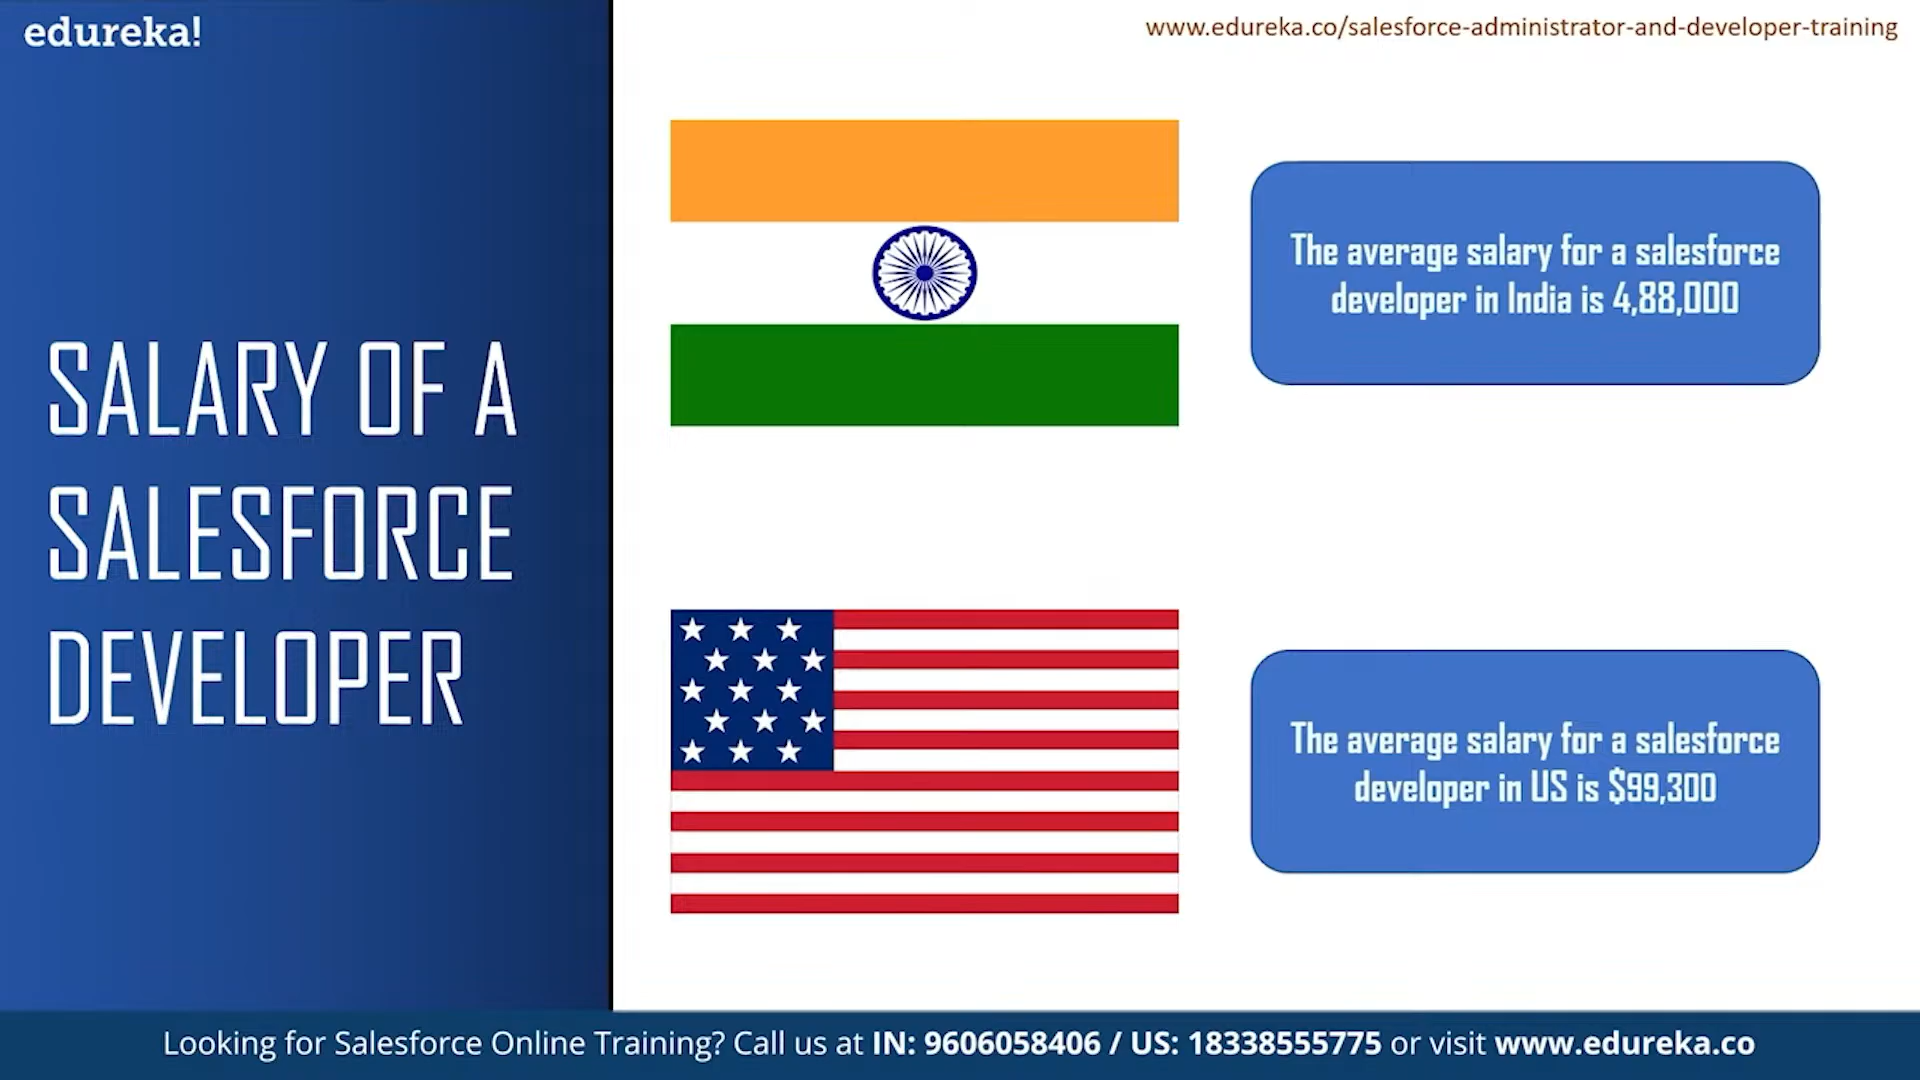 edureka!
www.edureka.co/salesforce-administrator-and-developer-training
SALARY OF A
SALESFORCE
DEVELOPER
The average salary for a salesforce
developer in India is 4,88,000
The average salary for a salesforce
developer in US is $99,300
Looking for Salesforce Online Training? Call us at IN: 9606058406 / US: 18338555775 or visit www.edureka.co